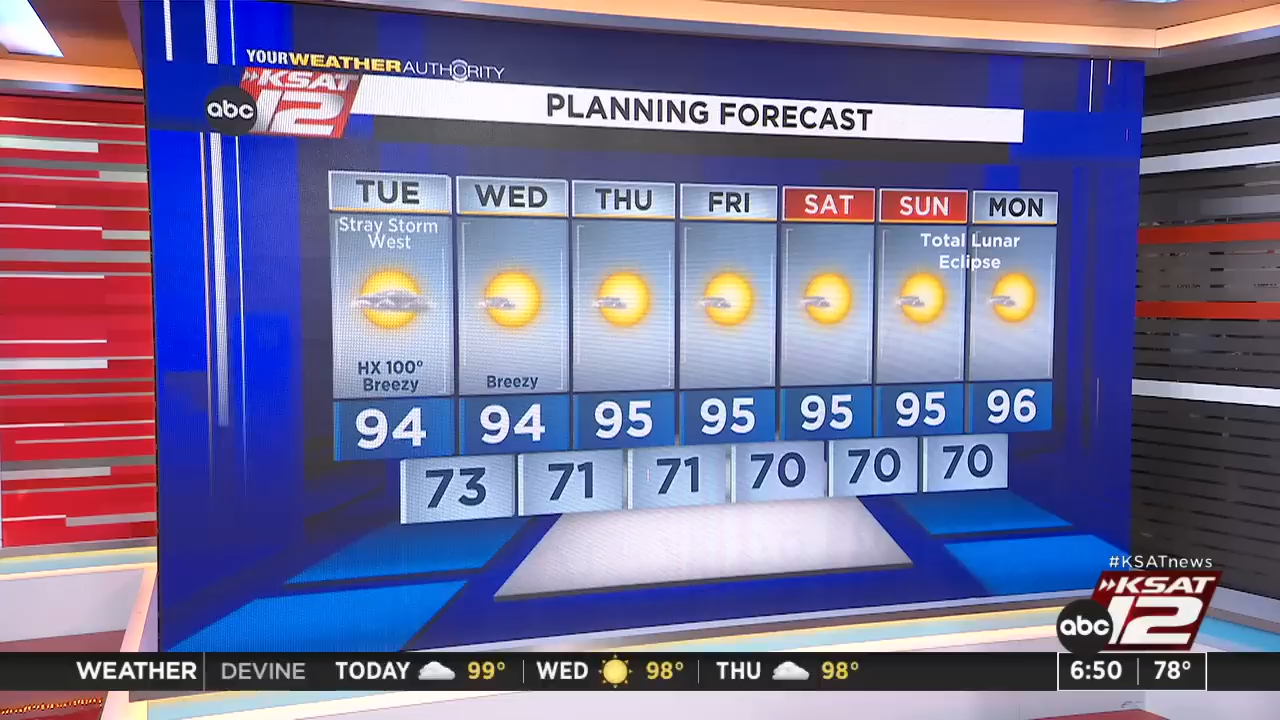 YOUR WEATHER AUTHORITY
KSAT
abc 12
PLANNING FORECAST
TUE WED THU FRI SAT SUN MON
Stray Storm
West
Total Lunar
Eclipse
HX 100°
Breezy
Breezy
94 94 95 95 95 95 96
73 71 71 70 70 70
#KSATnews
KSAT
abc 12
WEATHER DEVINE TODAY 99° WED 98° THU 98° 6:50 78°